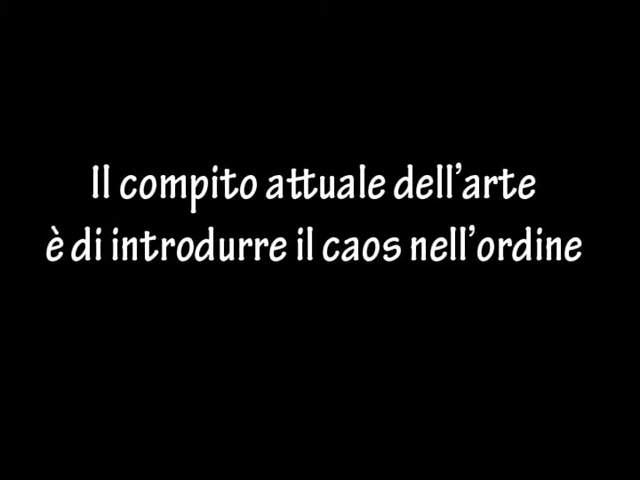 Il compito attuale dell'arte
è di introdurre il caos nell'ordine